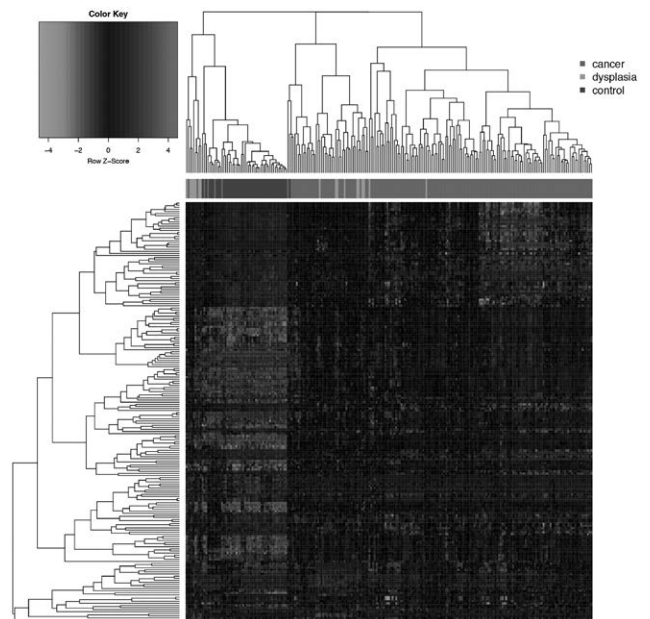 Color Key
−4 −2 0 2 4
Row Z−Score
cancer
dysplasia
control